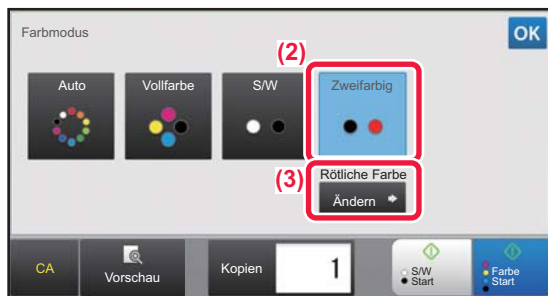 Farbmodus
OK
(2)
Auto
Vollfarbe
S/W
Zweifarbig
(3)
Rötliche Farbe
Ändern
CA
Vorschau
Kopien
1
S/W
Start
Farbe
Start